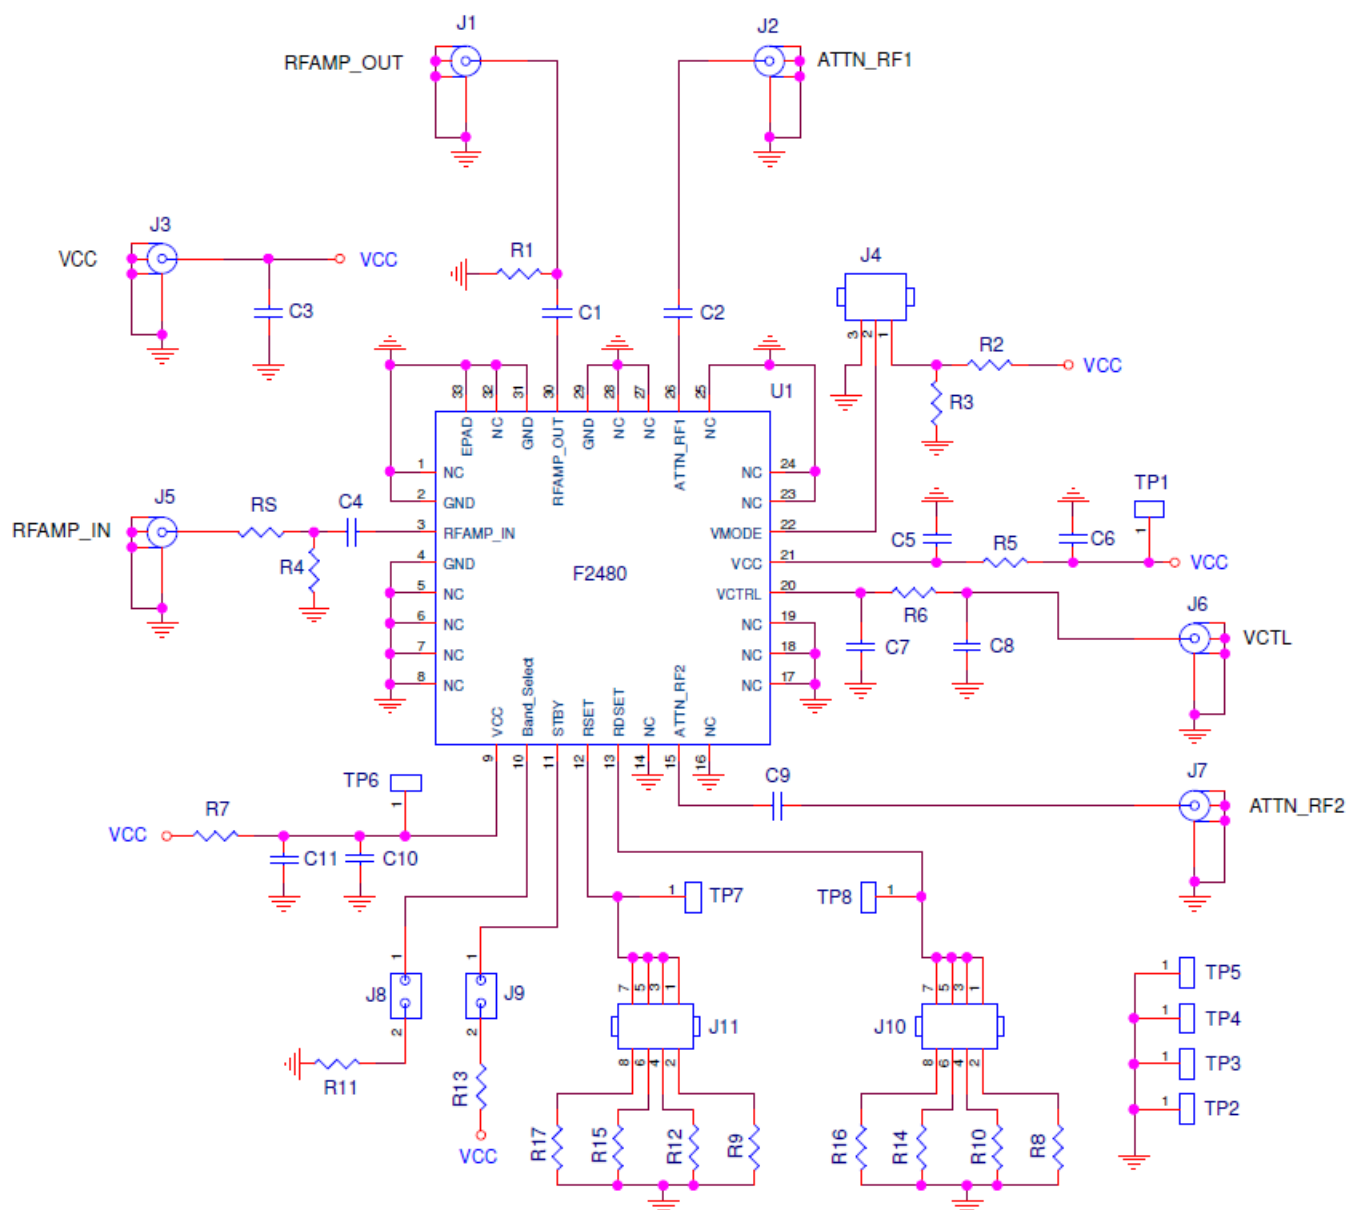 J1
J2
RFAMP_OUT
ATTN_RF1
J3
VCC
VCC
R1
J4
C3
C1
C2
3
2
1
R2
VCC
R3
33
32
31
30
29
28
27
26
25
U1
EPAD
NC
GND
RFAMP_OUT
GND
NC
NC
ATTN_RF1
NC
1
NC
NC
24
2
GND
NC
23
TP1
1
J5
RS
C4
RFAMP_IN
3
RFAMP_IN
VMODE
22
C5
R5
C6
R4
4
GND
F2480
VCC
21
VCC
5
NC
VCTRL
20
R6
J6
6
NC
NC
19
C7
C8
VCTL
7
NC
NC
18
8
NC
NC
17
VCC
Band_Select
STBY
RSET
RDSET
NC
ATTN_RF2
NC
9
10
11
12
13
14
15
16
TP6
1
C9
J7
ATTN_RF2
R7
VCC
C11
C10
1
TP7
TP8
1
1
1
7
5
3
1
7
5
3
1
1
TP5
J8
J9
J11
J10
1
TP4
2
2
8
6
4
2
8
6
4
2
1
TP3
R11
R13
1
TP2
VCC
R17
R15
R12
R9
R16
R14
R10
R8